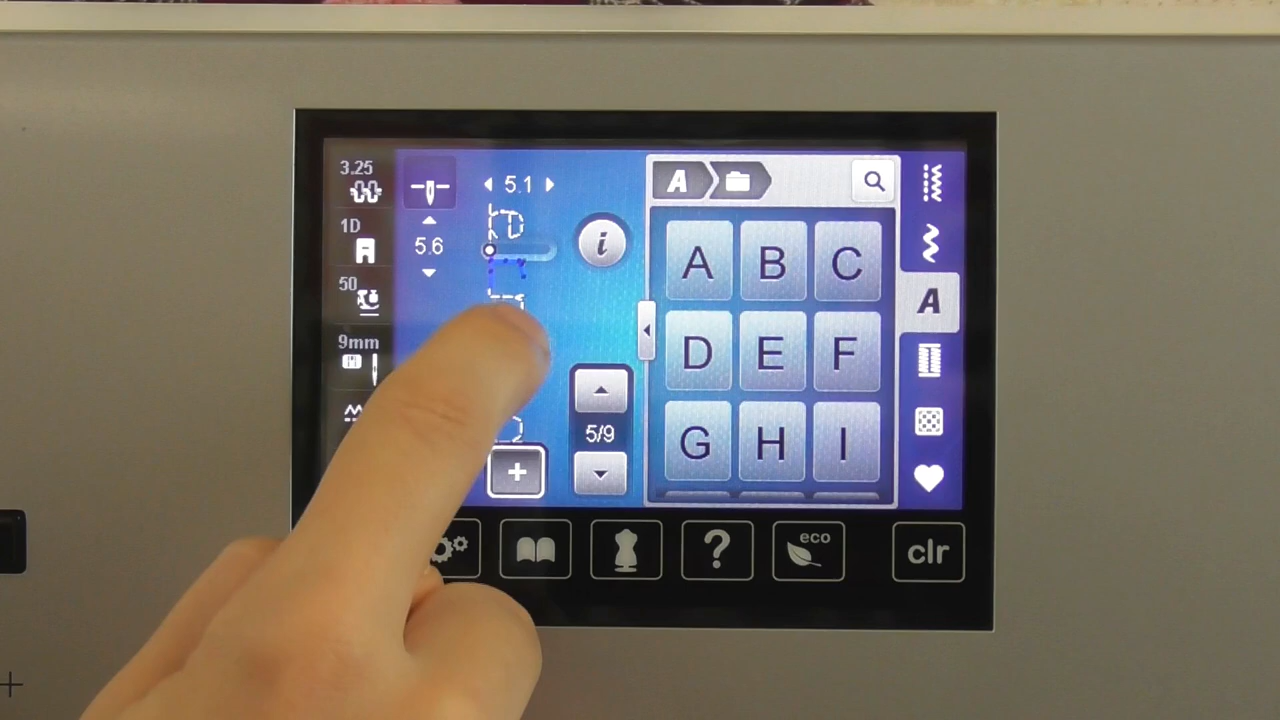 3.25
5.1
1D
5.6
50
9mm
A
i
A B C
A
D E F
5/9
G H I
+
? eco clr
+